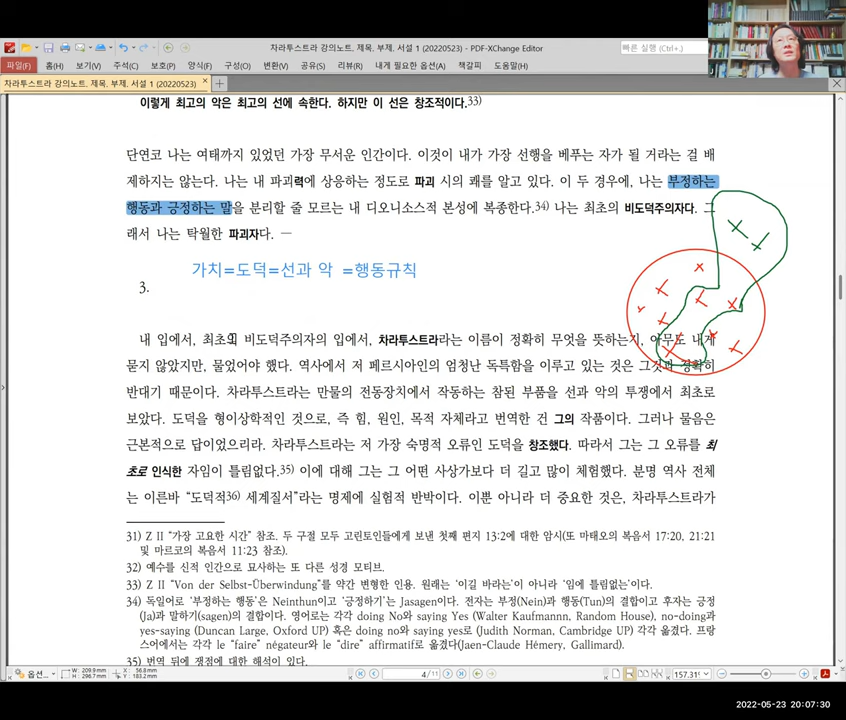 차라투스트라 강의노트. 제목. 부제. 서설 1 (20220523) - PDF-XChange Editor
빠른 실행 (Ctrl+.)
파일(F) 홈(H) 보기(V) 주석(C) 보호(P) 양식(F) 구성(O) 변환(V) 공유(S) 리뷰(R) 내게 필요한 옵션(A) 책갈피 도움말(H)
차라투스트라 강의노트. 제목. 부제. 서설 1 (20220523)
이렇게 최고의 악은 최고의 선에 속한다. 하지만 이 선은 창조적이다.33)
단연코 나는 여태까지 있었던 가장 무서운 인간이다. 이것이 내가 가장 선행을 베푸는 자가 될 거라는 걸 배
제하지는 않는다. 나는 내 파괴력에 상응하는 정도로 파괴 시의 쾌를 알고 있다. 이 두 경우에, 나는 부정하는
행동과 긍정하는 말을 분리할 줄 모르는 내 디오니소스적 본성에 복종한다.34) 나는 최초의 비도덕주의자다. 그
래서 나는 탁월한 파괴자다. ―
가치=도덕=선과 악 =행동규칙
3.
내 입에서, 최초의 비도덕주의자의 입에서, 차라투스트라라는 이름이 정확히 무엇을 뜻하는지, 아무도 내게
묻지 않았지만, 물었어야 했다. 역사에서 저 페르시아인의 엄청난 독특함을 이루고 있는 것은 그것과 정확히
반대기 때문이다. 차라투스트라는 만물의 전동장치에서 작동하는 참된 부품을 선과 악의 투쟁에서 최초로
보았다. 도덕을 형이상학적인 것으로, 즉 힘, 원인, 목적 자체라고 번역한 건 그의 작품이다. 그러나 물음은
근본적으로 답이었으리라. 차라투스트라는 저 가장 숙명적 오류인 도덕을 창조했다. 따라서 그는 그 오류를 최
초로 인식한 자임이 틀림없다.35) 이에 대해 그는 그 어떤 사상가보다 더 길고 많이 체험했다. 분명 역사 전체
는 이른바 “도덕적36) 세계질서”라는 명제에 실험적 반박이다. 이뿐 아니라 더 중요한 것은, 차라투스트라가
31) Z II “가장 고요한 시간” 참조. 두 구절 모두 고린토인들에게 보낸 첫째 편지 13:2에 대한 암시(또 마태오의 복음서 17:20, 21:21
및 마르코의 복음서 11:23 참조).
32) 예수를 신적 인간으로 묘사하는 또 다른 성경 모티브.
33) Z II “Von der Selbst-Überwindung”를 약간 변형한 인용. 원래는 ‘이길 바라는’이 아니라 ‘임에 틀림없는’이다.
34) 독일어로 ‘부정하는 행동’은 Neinthun이고 ‘긍정하기’는 Jasagen이다. 전자는 부정(Nein)과 행동(Tun)의 결합이고 후자는 긍정
(Ja)과 말하기(sagen)의 결합이다. 영어로는 각각 doing No와 saying Yes (Walter Kaufmannn, Random House), no-doing과
yes-saying (Duncan Large, Oxford UP) 혹은 doing no와 saying yes로 (Judith Norman, Cambridge UP) 각각 옮겼다. 프랑
스어에서는 각각 le “faire” négateur와 le “dire” affirmatif로 옮겼다(Jaen-Claude Hémery, Gallimard).
35) 번역 뒤에 쟁점에 대한 해석이 있다.
옵션...
W: 209.9mm
H: 296.7mm
X: 56.8mm
Y: 183.2mm
4/11
157.31%
2022-05-23 20:07:30